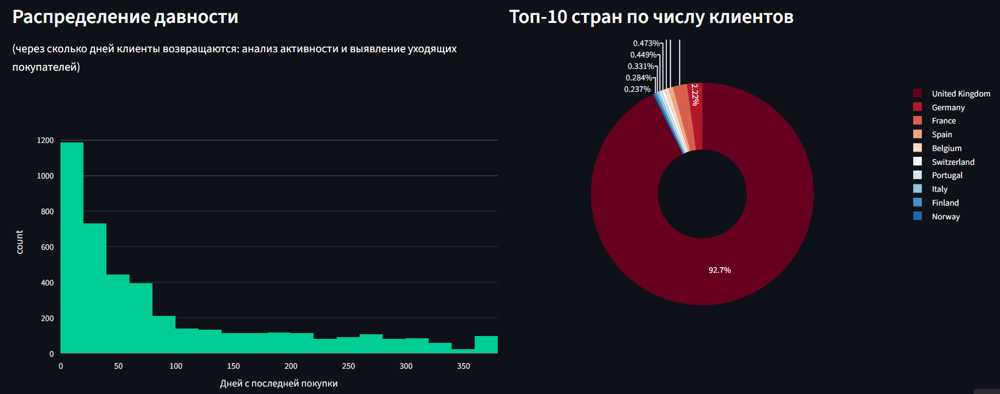 Распределение давности
(через сколько дней клиенты возвращаются: анализ активности и выявление уходящих
покупателей)
1200
1000
800
600
400
200
0
count
0
50
100
150
200
250
300
350
Дней с последней покупки
Топ-10 стран по числу клиентов
0.473%
0.449%
0.331%
0.284%
0.237%
2.22%
92.7%
United Kingdom
Germany
France
Spain
Belgium
Switzerland
Portugal
Italy
Finland
Norway